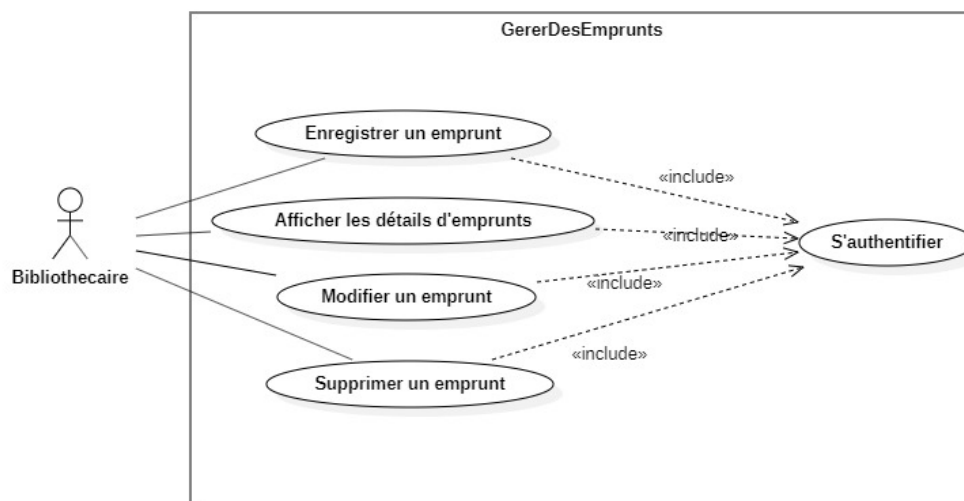 GererDesEmprunts
Enregistrer un emprunt
«include»
Afficher les détails d'emprunts
«include»
S'authentifier
Bibliothecaire
Modifier un emprunt
«include»
«include»
Supprimer un emprunt